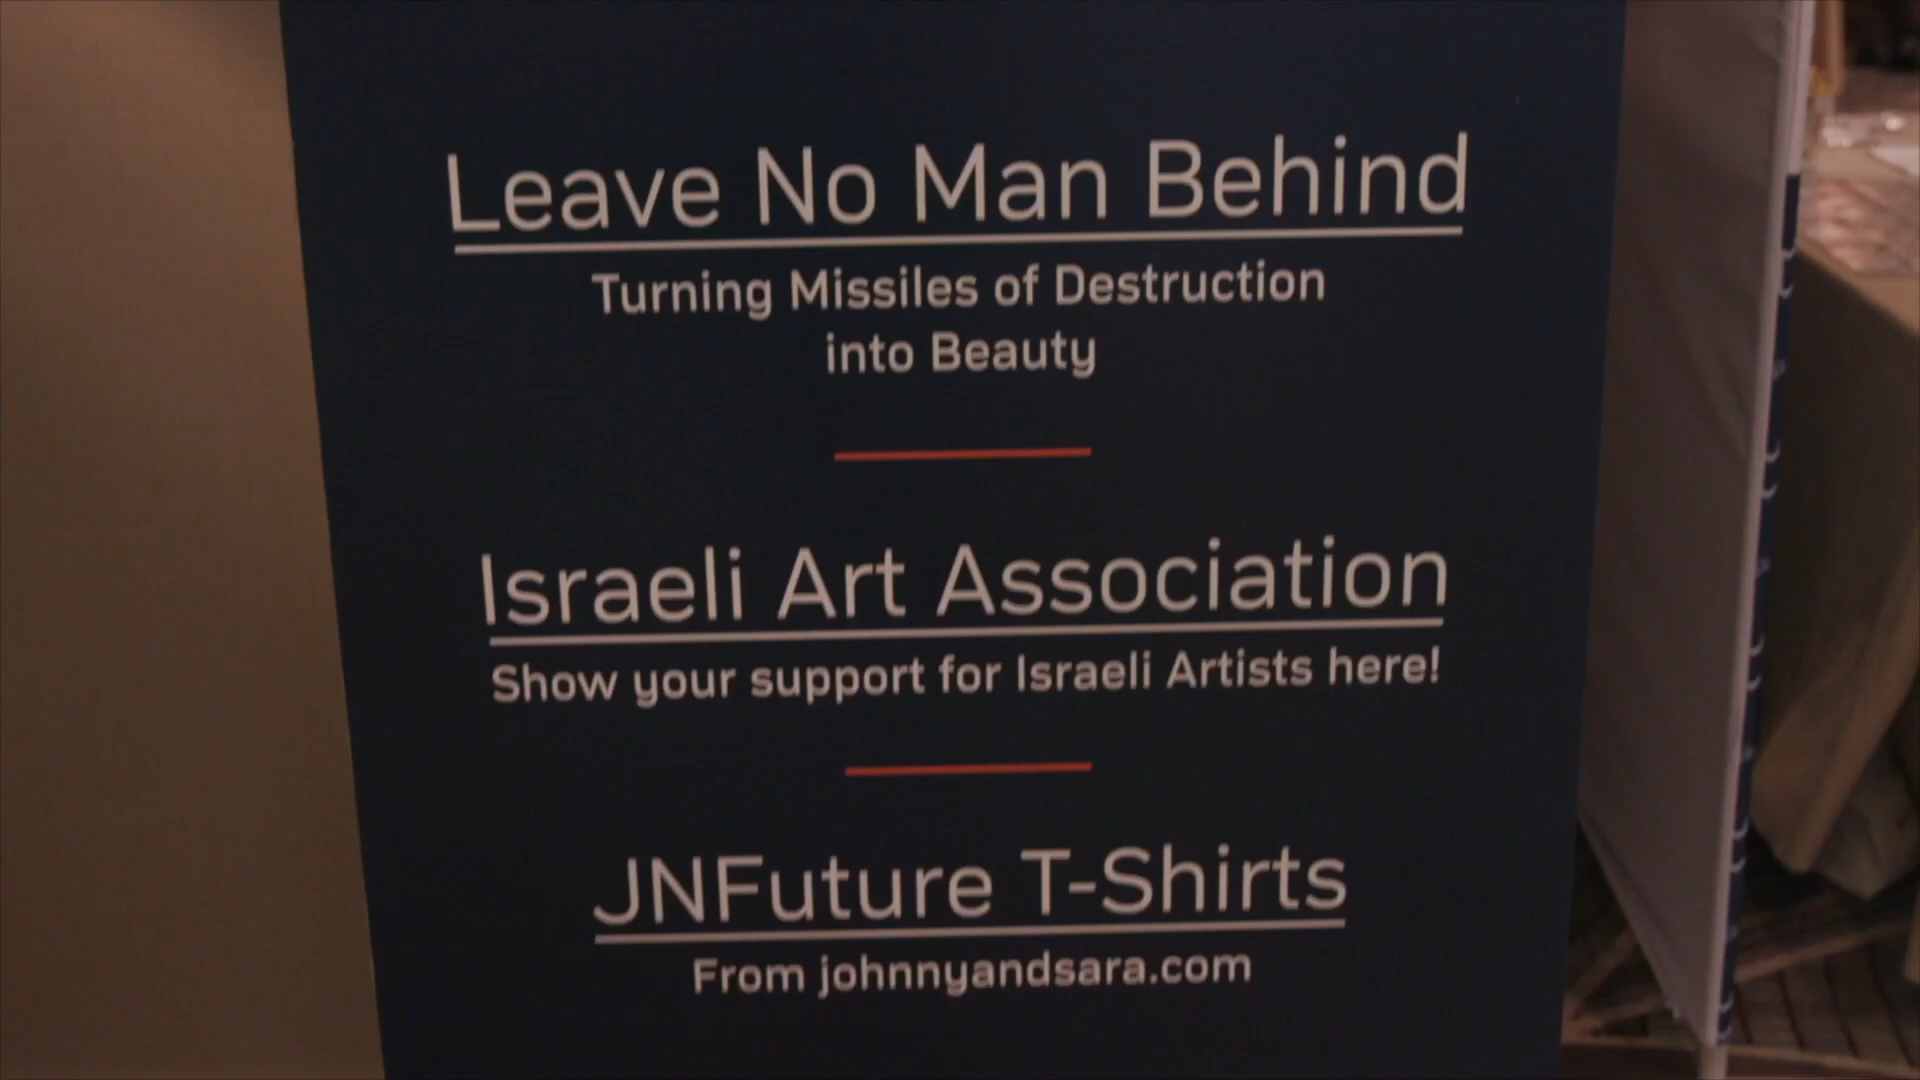 Leave No Man Behind
Turning Missiles of Destruction
into Beauty
Israeli Art Association
Show your support for Israeli Artists here!
JNFuture T-Shirts
From johnnyandsara.com